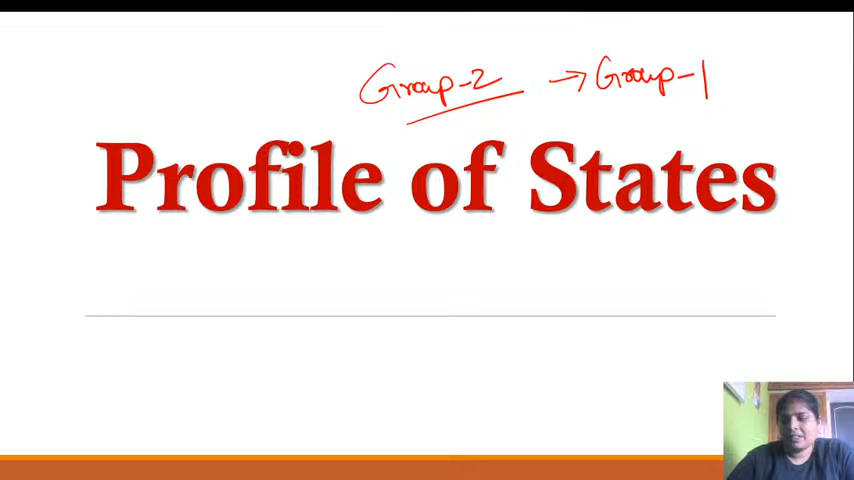 Group-2 → Group-1
Profile of States